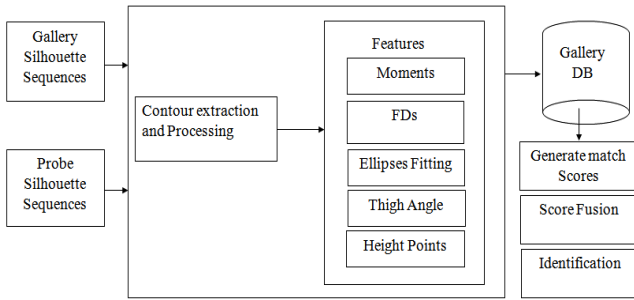 Gallery
Silhouette
Sequences
Probe
Silhouette
Sequences
Contour extraction
and Processing
Features
Moments
FDs
Ellipses Fitting
Thigh Angle
Height Points
Gallery
DB
Generate match
Scores
Score Fusion
Identification